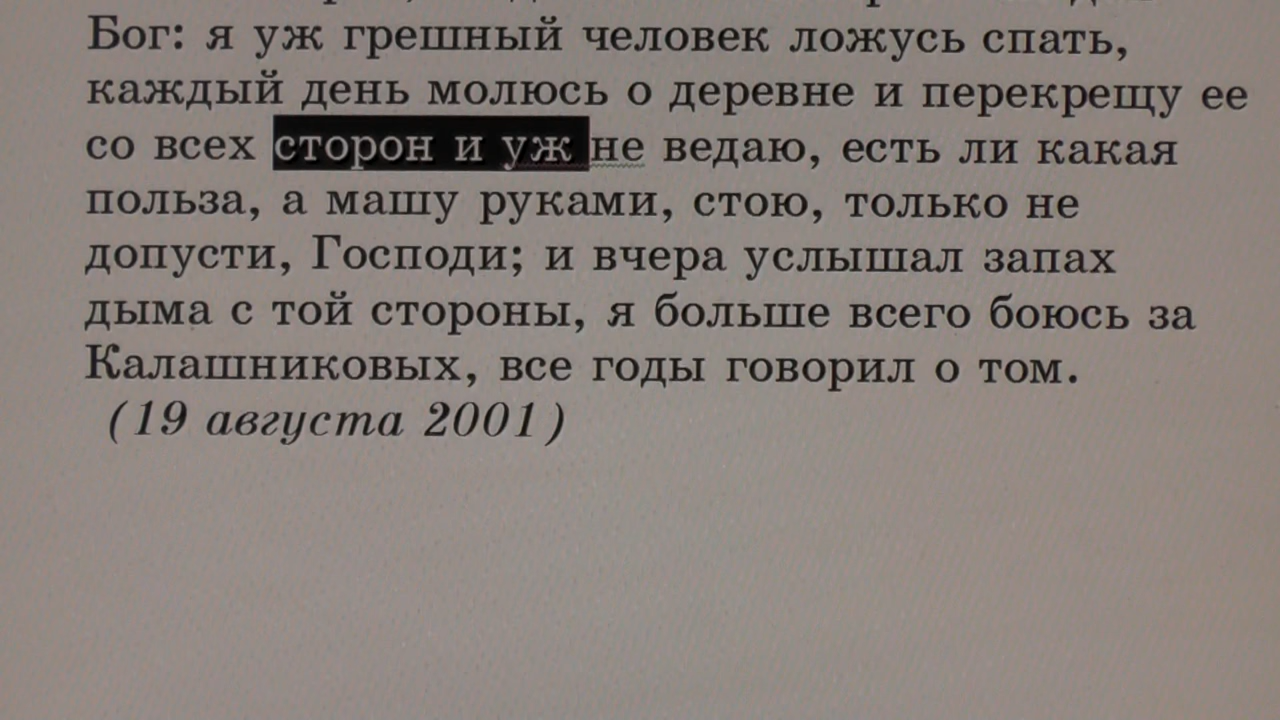 Бог: я уж грешный человек ложусь спать,
каждый день молюсь о деревне и перекрещу ее
со всех сторон и уж не ведаю, есть ли какая
польза, а машу руками, стою, только не
допусти, Господи; и вчера услышал запах
дыма с той стороны, я больше всего боюсь за
Калашниковых, все годы говорил о том.
(19 августа 2001)